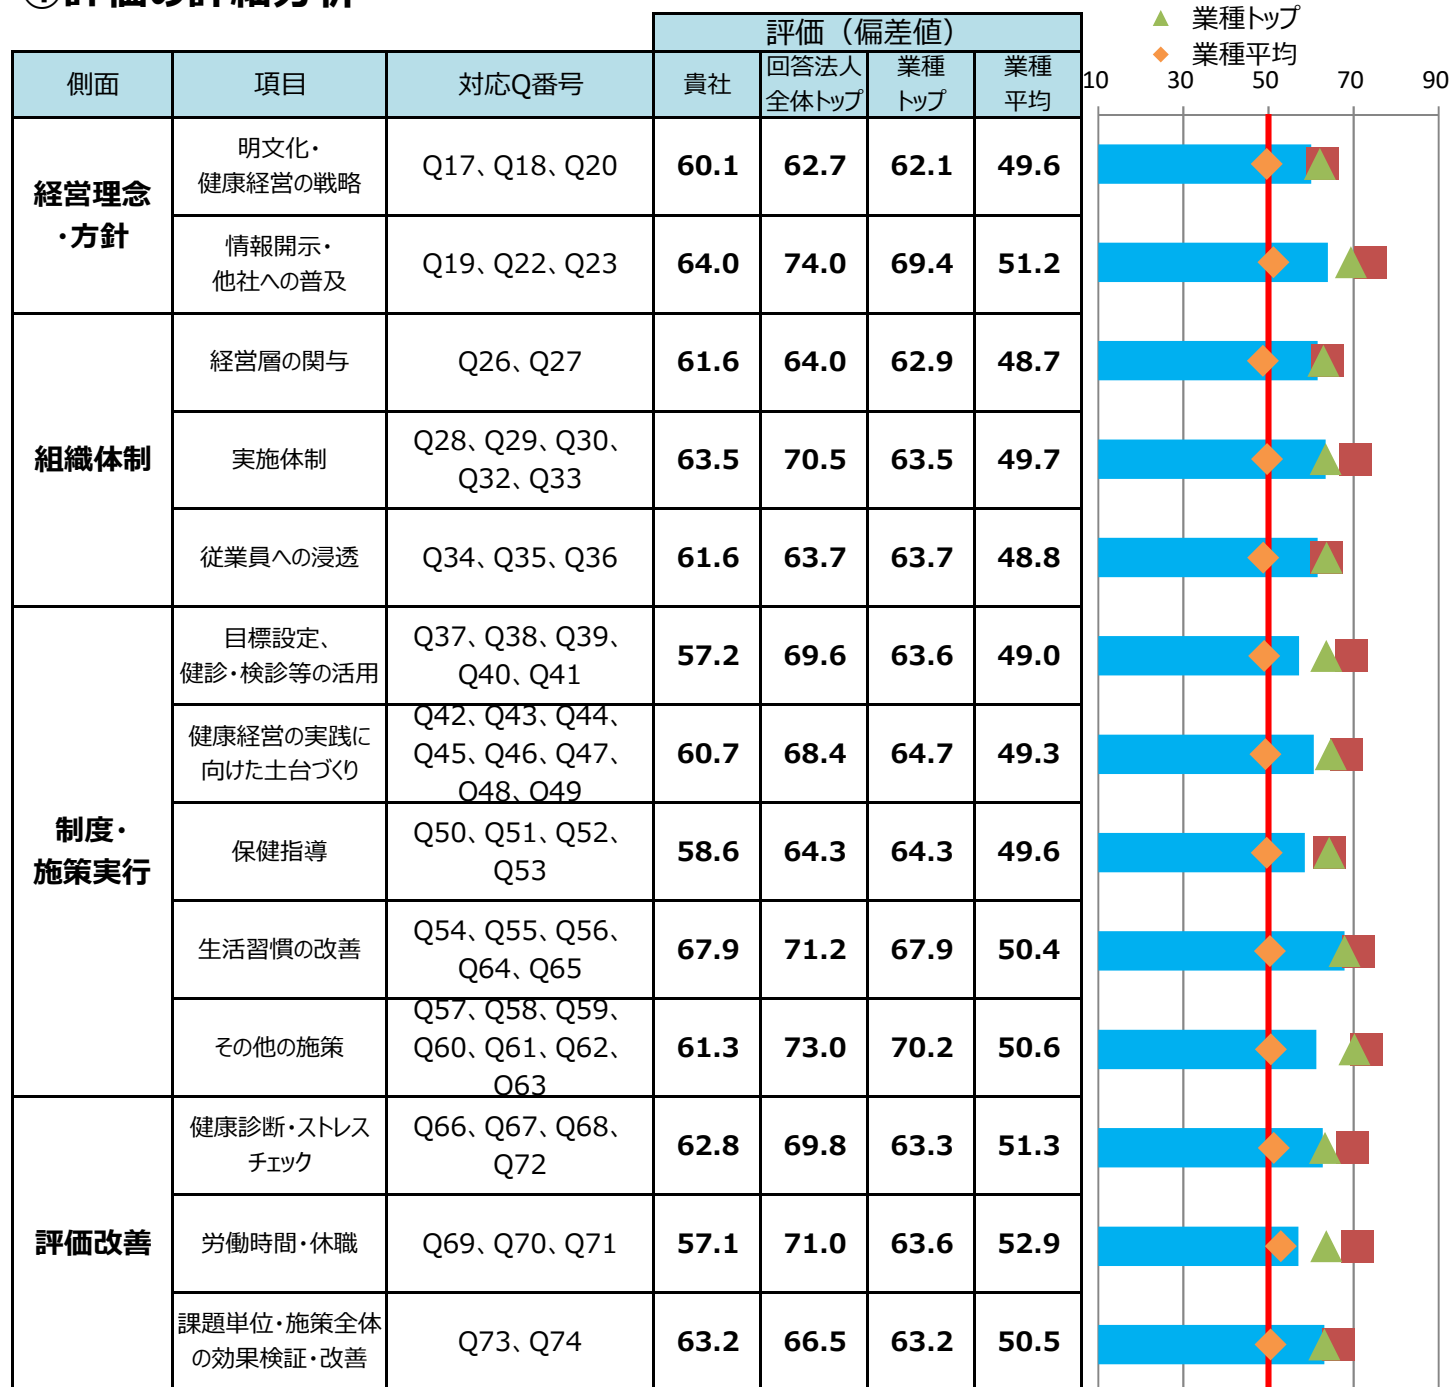 ①評価の詳細分析
評価（偏差値）
▲ 業種トップ
◆ 業種平均
側面 項目 対応Q番号 貴社 回答法人 業種 業種
全体トップ トップ 平均
10 30 50 70 90
経営理念
・方針
明文化・
健康経営の戦略
Q17、Q18、Q20 60.1 62.7 62.1 49.6
情報開示・
他社への普及
Q19、Q22、Q23 64.0 74.0 69.4 51.2
組織体制
経営層の関与 Q26、Q27 61.6 64.0 62.9 48.7
実施体制
Q28、Q29、Q30、
Q32、Q33
63.5 70.5 63.5 49.7
従業員への浸透 Q34、Q35、Q36 61.6 63.7 63.7 48.8
制度・
施策実行
目標設定、
健診・検診等の活用
Q37、Q38、Q39、
Q40、Q41
57.2 69.6 63.6 49.0
健康経営の実践に
向けた土台づくり
Q42、Q43、Q44、
Q45、Q46、Q47、
Q48、Q49
60.7 68.4 64.7 49.3
保健指導
Q50、Q51、Q52、
Q53
58.6 64.3 64.3 49.6
生活習慣の改善
Q54、Q55、Q56、
Q64、Q65
67.9 71.2 67.9 50.4
その他の施策
Q57、Q58、Q59、
Q60、Q61、Q62、
Q63
61.3 73.0 70.2 50.6
評価改善
健康診断・ストレス
チェック
Q66、Q67、Q68、
Q72
62.8 69.8 63.3 51.3
労働時間・休職 Q69、Q70、Q71 57.1 71.0 63.6 52.9
課題単位・施策全体
の効果検証・改善
Q73、Q74 63.2 66.5 63.2 50.5